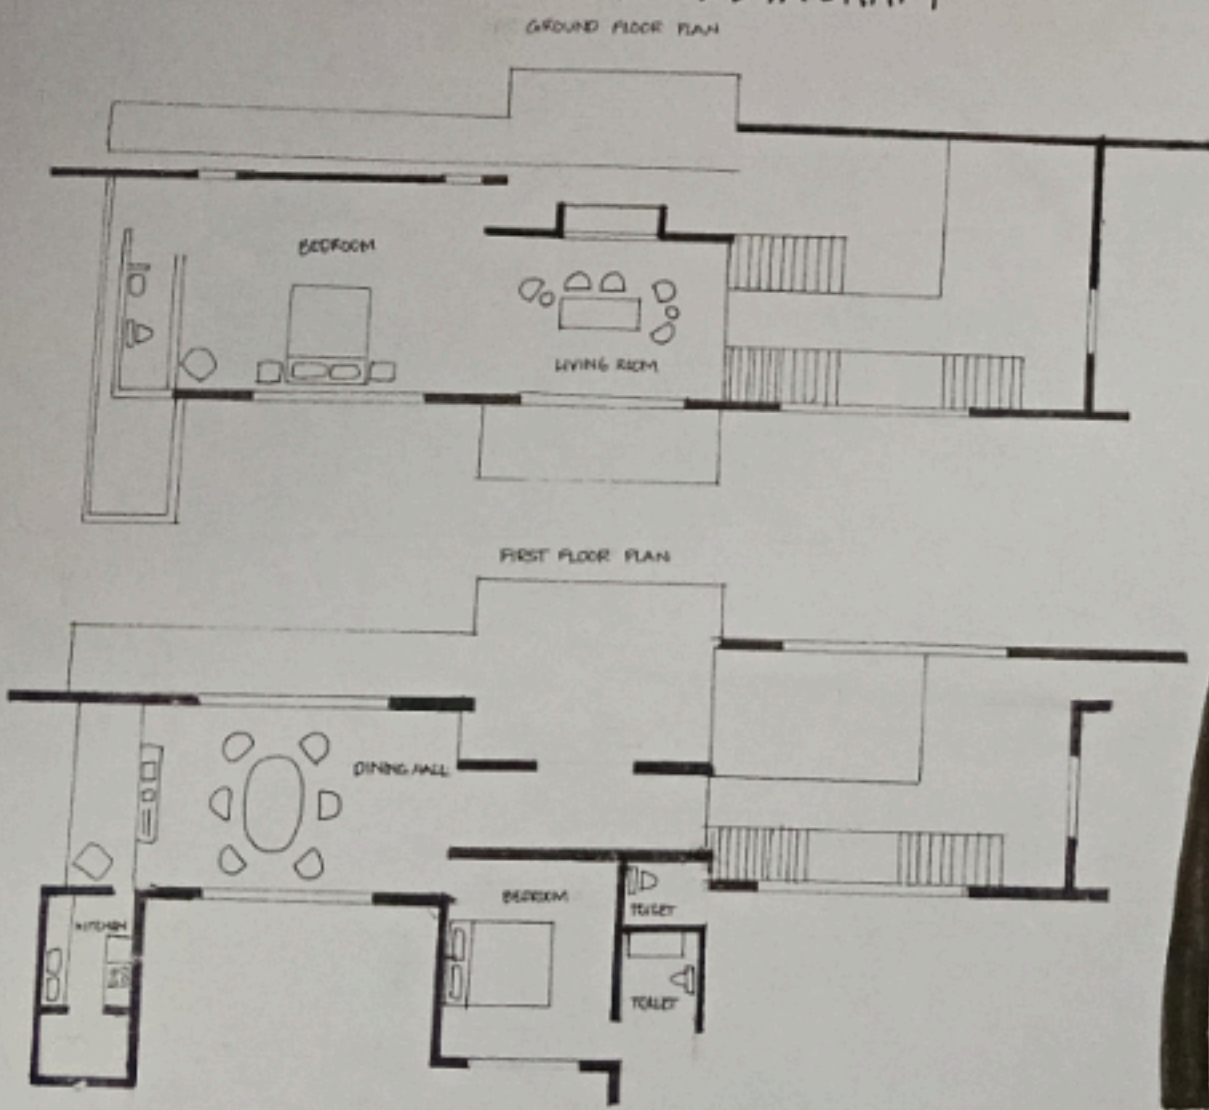 GROUND FLOOR PLAN
BEDROOM
LIVING ROOM
FIRST FLOOR PLAN
DINING HALL
BEDROOM
TOILET
KITCHEN
TOILET